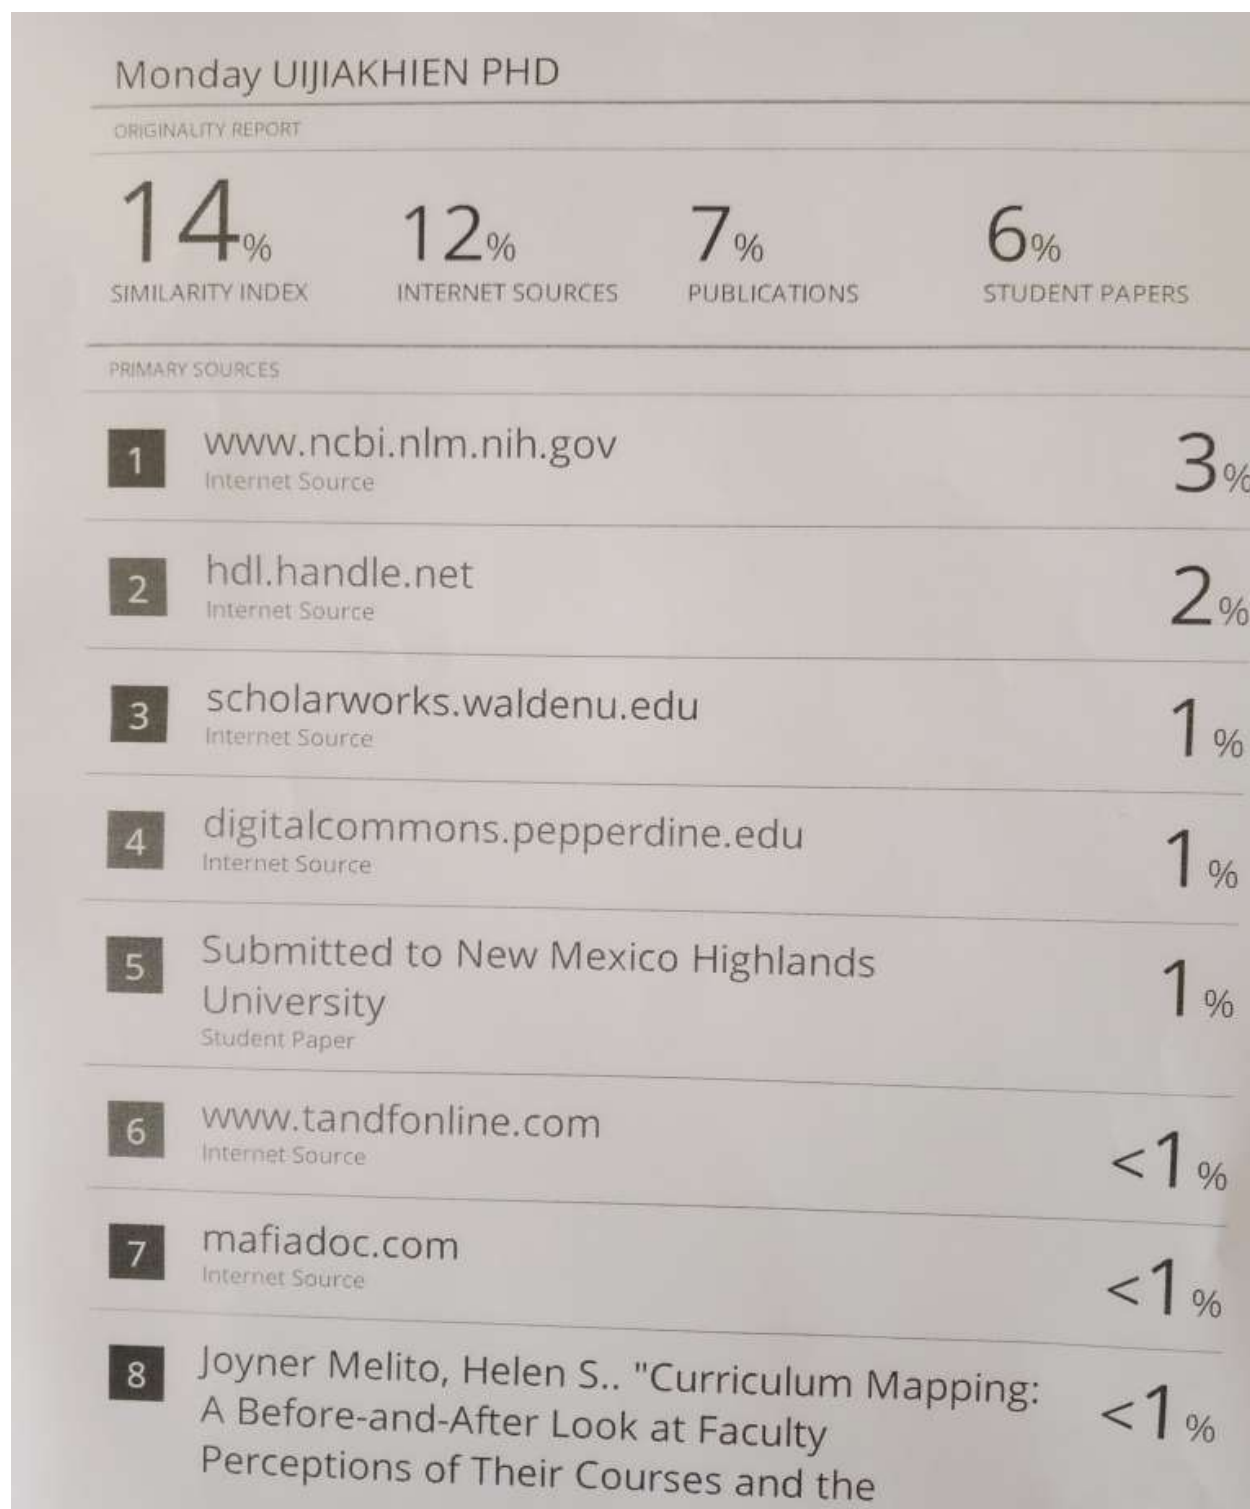 Monday UIJIAKHIEN PHD
ORIGINALITY REPORT
14% 12% 7% 6%
SIMILARITY INDEX INTERNET SOURCES PUBLICATIONS STUDENT PAPERS
PRIMARY SOURCES
1 www.ncbi.nlm.nih.gov 3%
Internet Source
2 hdl.handle.net 2%
Internet Source
3 scholarworks.waldenu.edu 1%
Internet Source
4 digitalcommons.pepperdine.edu 1%
Internet Source
5 Submitted to New Mexico Highlands 1%
University
Student Paper
6 www.tandfonline.com <1%
Internet Source
7 mafiadoc.com <1%
Internet Source
8 Joyner Melito, Helen S.. "Curriculum Mapping: <1%
A Before-and-After Look at Faculty
Perceptions of Their Courses and the